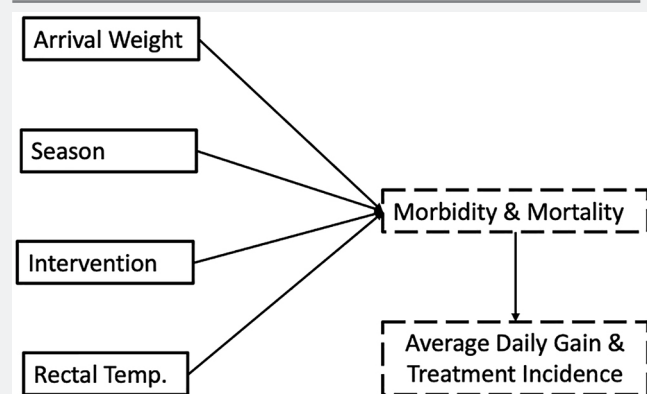 Arrival Weight
Season
Intervention
Rectal Temp.
Morbidity & Mortality
Average Daily Gain &
Treatment Incidence